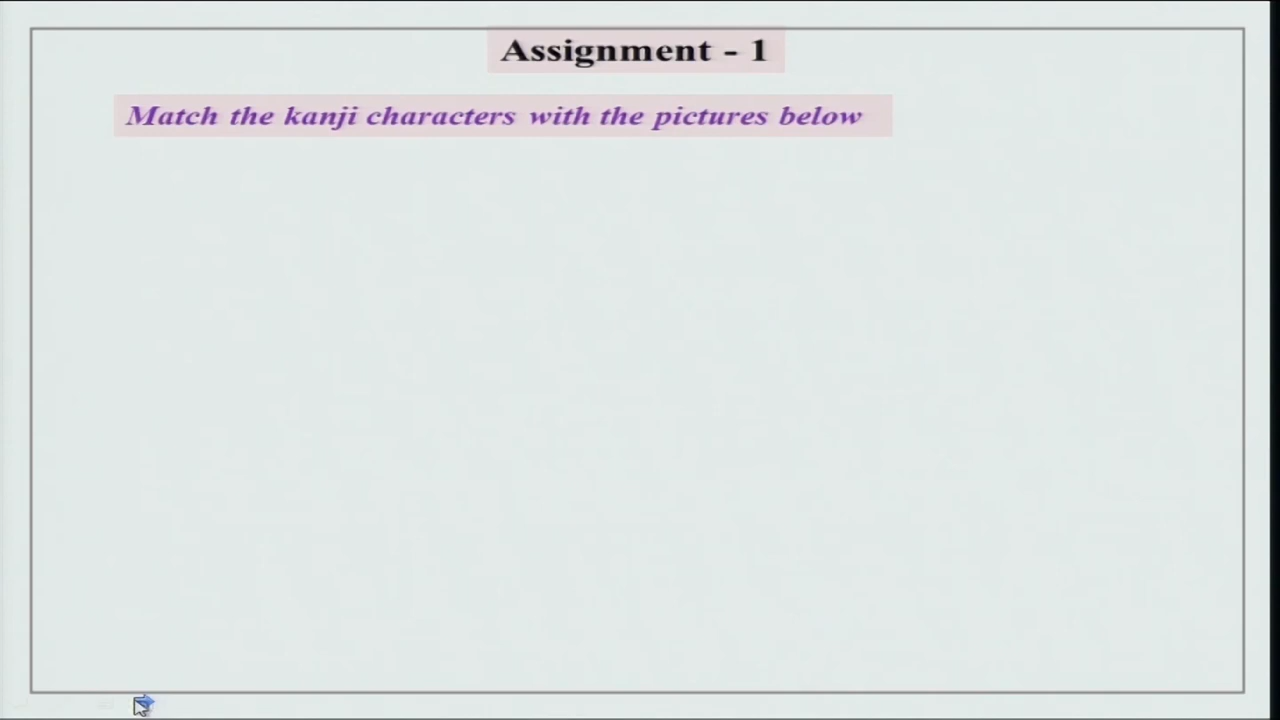 Assignment - 1
Match the kanji characters with the pictures below